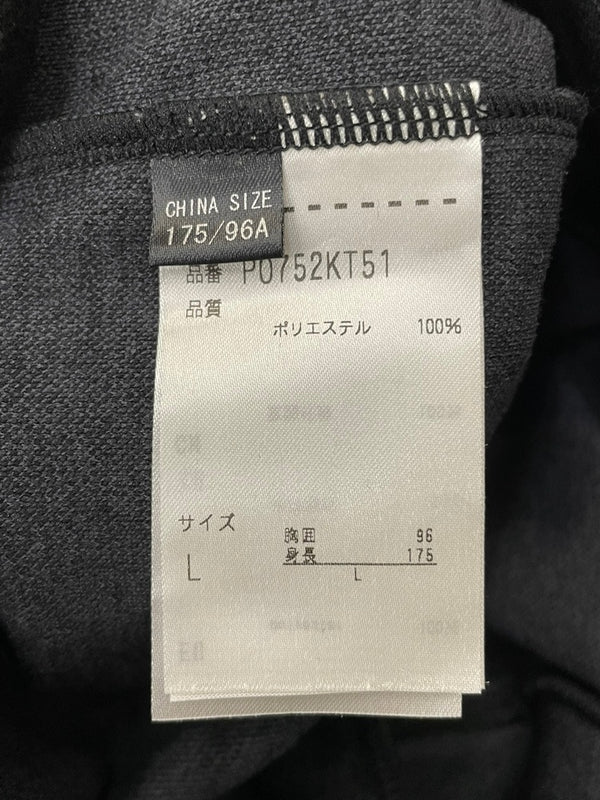 CHINA SIZE
175/96A
品番 P0752KT51
品質
ポリエステル 100%
サイズ
胸囲 96
身長 175
L
L